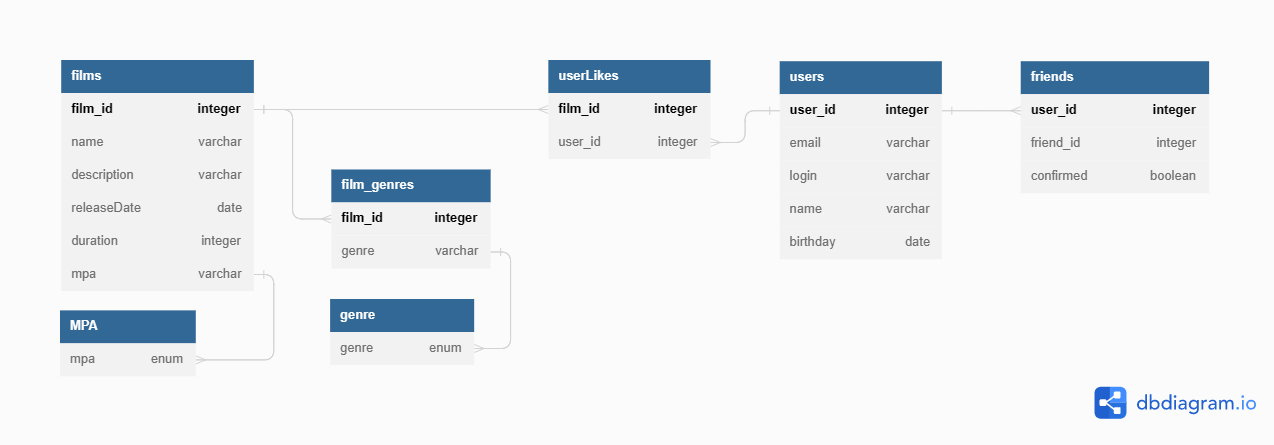 films
film_id integer
name varchar
description varchar
releaseDate date
duration integer
mpa varchar
MPA
mpa enum
film_genres
film_id integer
genre varchar
genre
genre enum
userLikes
film_id integer
user_id integer
users
user_id integer
email varchar
login varchar
name varchar
birthday date
friends
user_id integer
friend_id integer
confirmed boolean
dbdiagram.io